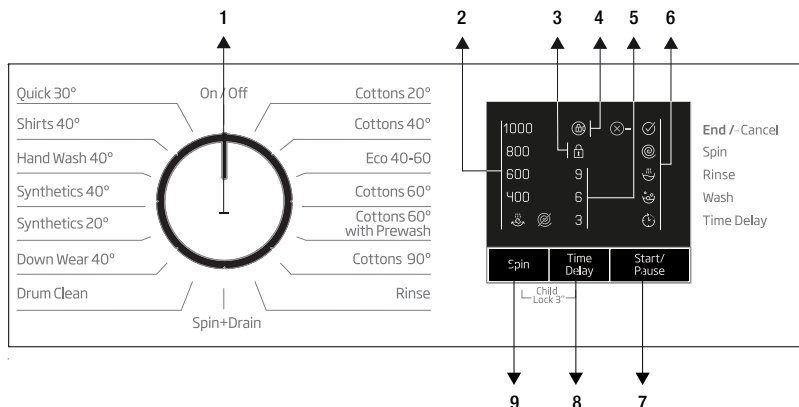 1
2
3
4
5
6
On / Off
Quick 30°
Shirts 40°
Hand Wash 40°
Synthetics 40°
Synthetics 20°
Down Wear 40°
Drum Clean
Spin+Drain
Cottons 20°
Cottons 40°
Eco 40-60
Cottons 60°
Cottons 60°
with Prewash
Cottons 90°
Rinse
1000
800
600
400
9
6
3
End / Cancel
Spin
Rinse
Wash
Time Delay
Spin
Time
Delay
Start/
Pause
Child
Lock 3"
9
8
7